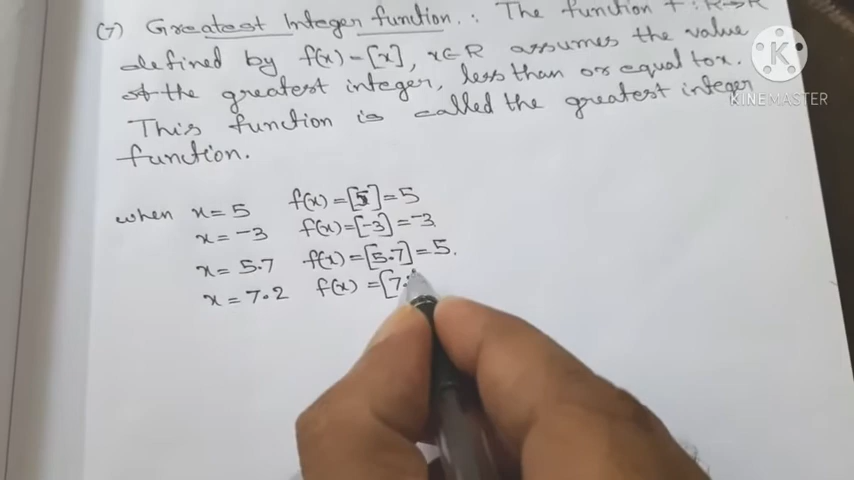 (7) Greatest Integer function.: The function f : R→R
defined by f(x) = [x], x∈R assumes the value
of the greatest integer, less than or equal to x.
This function is called the greatest integer
function.
when x = 5 f(x) = [5] = 5
x = -3 f(x) = [-3] = -3
x = 5.7 f(x) = [5.7] = 5.
x = 7.2 f(x) = [7.
KINEMASTER